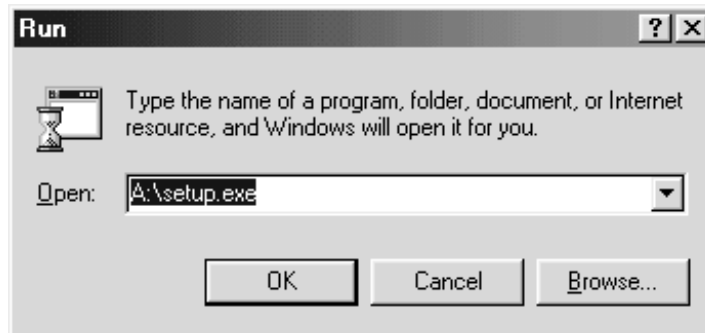 Run
Type the name of a program, folder, document, or Internet
resource, and Windows will open it for you.
Open: A:\setup.exe
OK Cancel Browse...